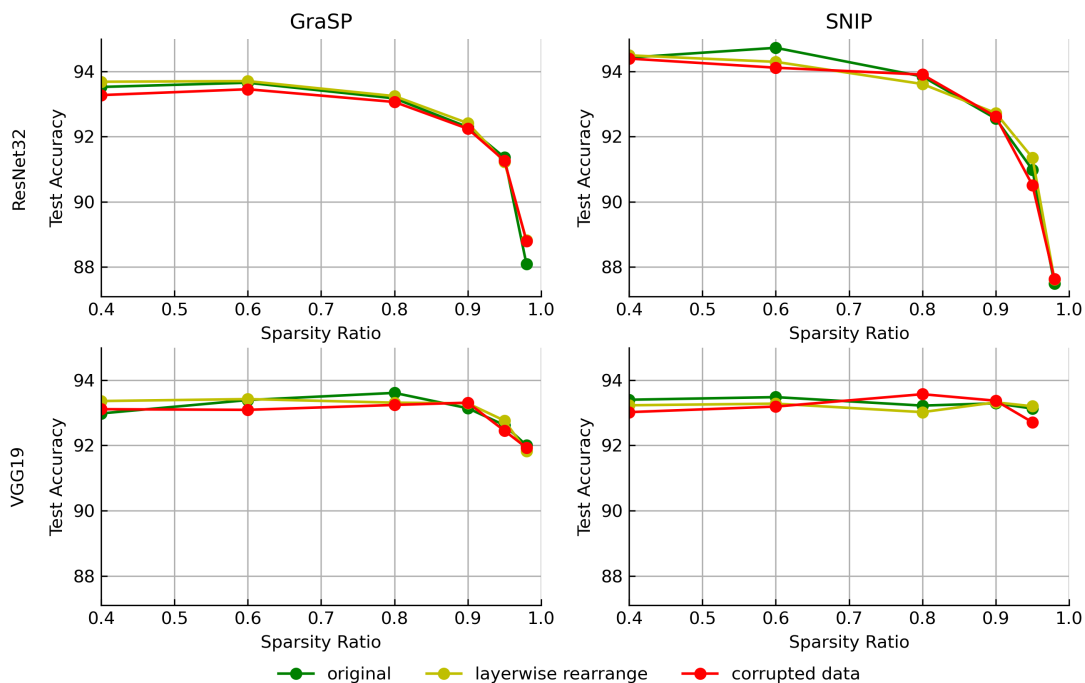 GraSP
SNIP
ResNet32
Test Accuracy
94
92
90
88
0.4 0.5 0.6 0.7 0.8 0.9 1.0
Sparsity Ratio
Test Accuracy
94
92
90
88
0.4 0.5 0.6 0.7 0.8 0.9 1.0
Sparsity Ratio
VGG19
Test Accuracy
94
92
90
88
0.4 0.5 0.6 0.7 0.8 0.9 1.0
Sparsity Ratio
Test Accuracy
94
92
90
88
0.4 0.5 0.6 0.7 0.8 0.9 1.0
Sparsity Ratio
original layerwise rearrange corrupted data